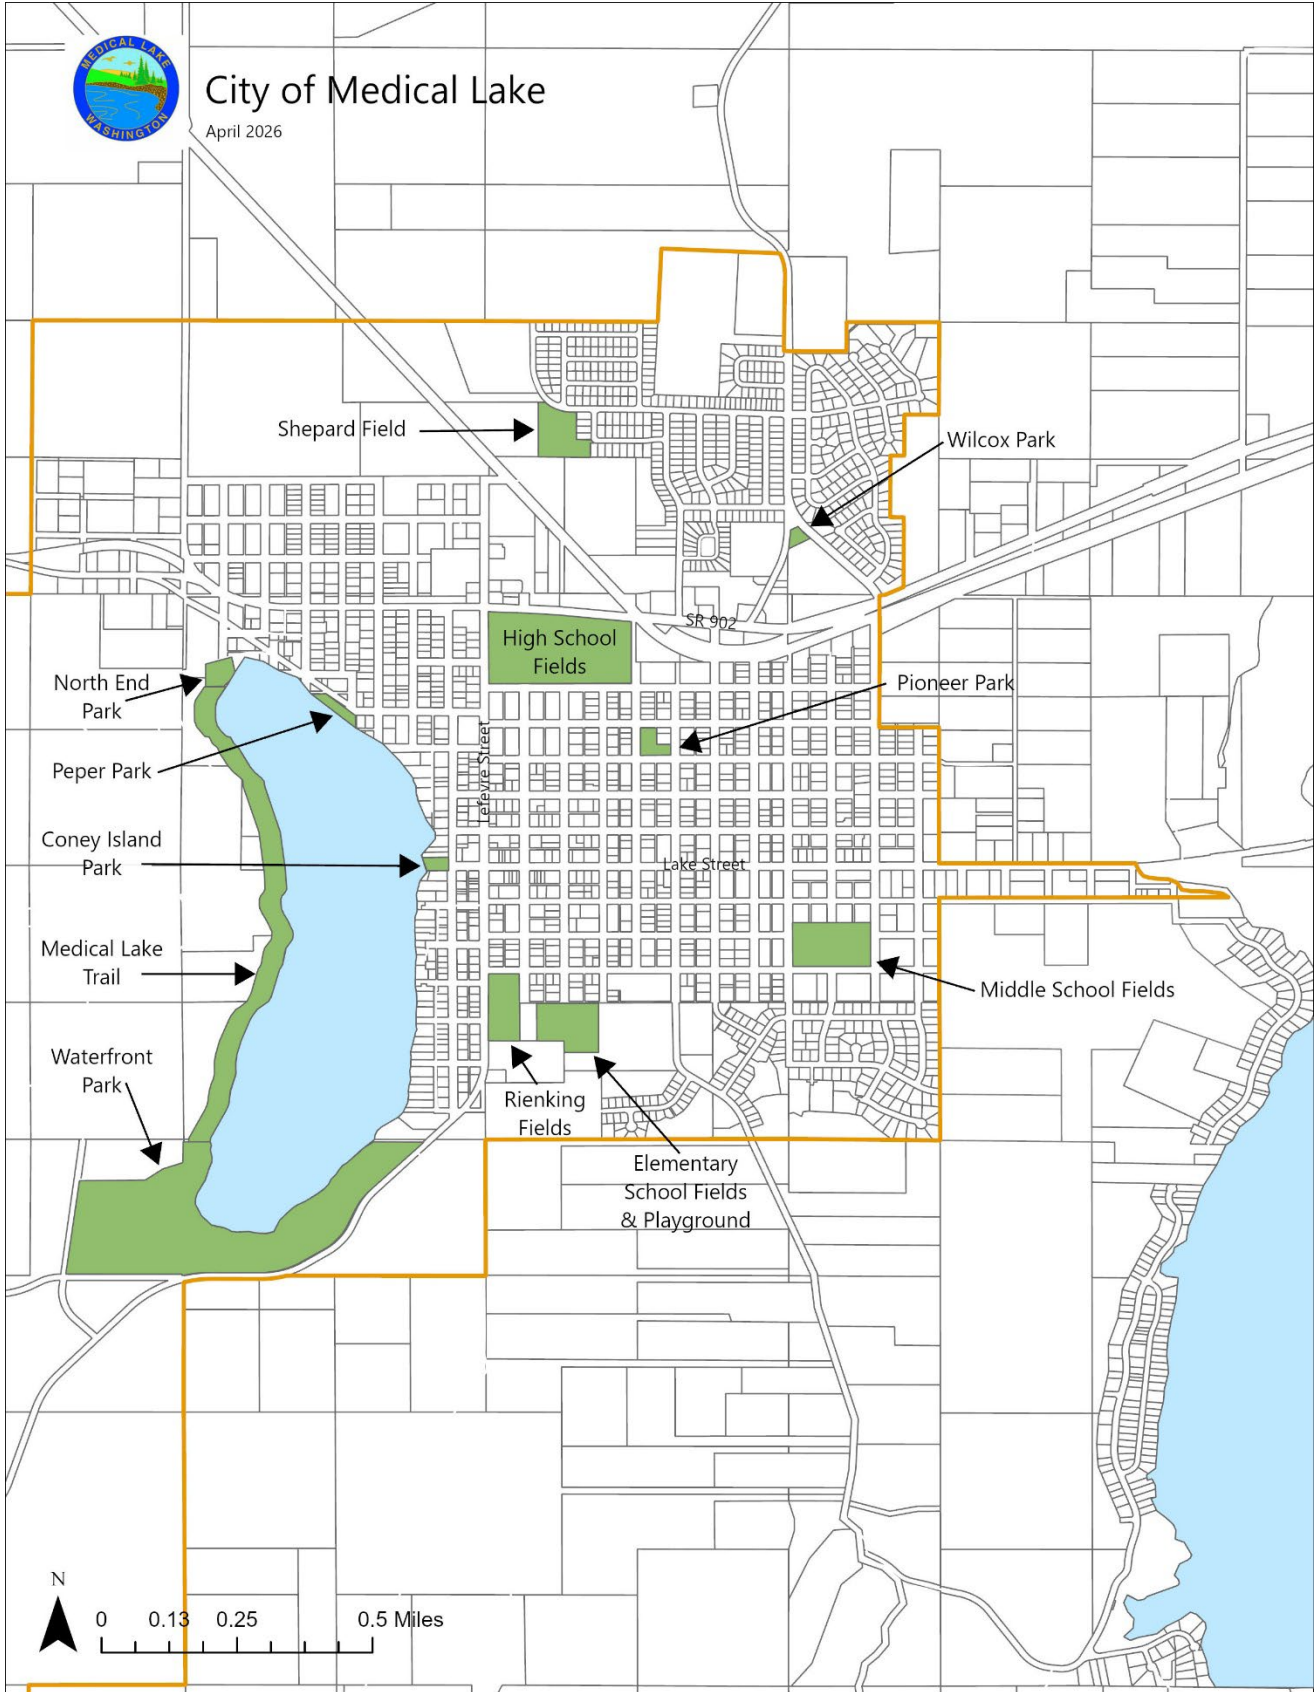 MEDICAL LAKE
WASHINGTON
City of Medical Lake
April 2026
Shepard Field
Wilcox Park
SR 902
High School
Fields
North End
Park
Pioneer Park
Lefevre Street
Peper Park
Coney Island
Park
Lake Street
Medical Lake
Trail
Middle School Fields
Waterfront
Park
Rienking
Fields
Elementary
School Fields
& Playground
N
0 0.13 0.25 0.5 Miles